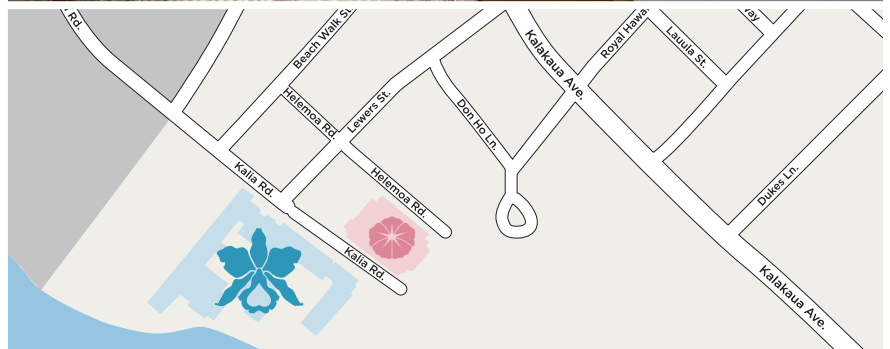 Rd.
Beach Walk St.
Kalakaua Ave.
Royal Hawa
way
Lauula St.
Helemoa Rd.
Lewers St.
Don Ho Ln.
Kalia Rd.
Helemoa Rd.
Dukes Ln.
Kalia Rd.
Kalakaua Ave.